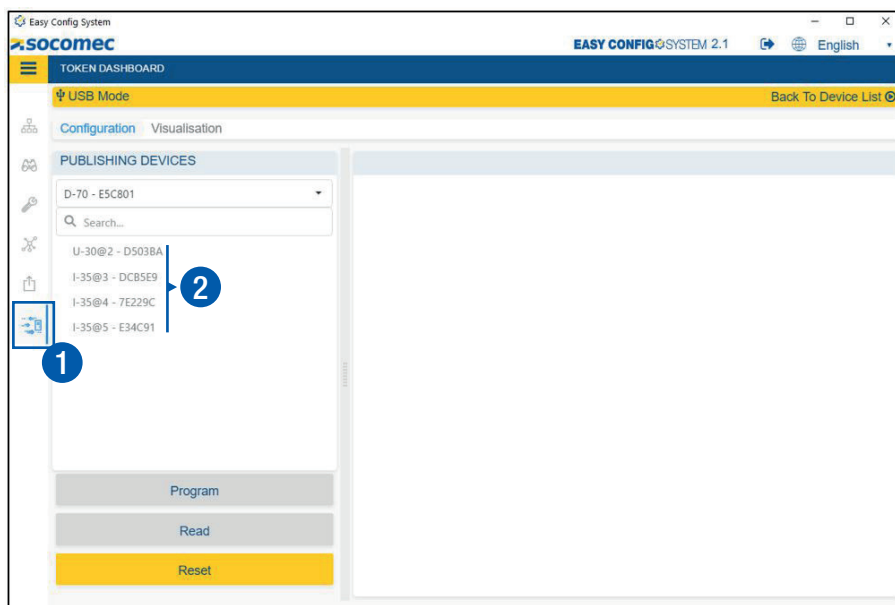 Easy Config System
socomec
EASY CONFIG SYSTEM 2.1
English
TOKEN DASHBOARD
USB Mode
Back To Device List
Configuration Visualisation
PUBLISHING DEVICES
D-70 - E5C801
Search...
U-30@2 - D503BA
I-35@3 - DCB5E9
I-35@4 - 7E229C
I-35@5 - E34C91
2
1
Program
Read
Reset